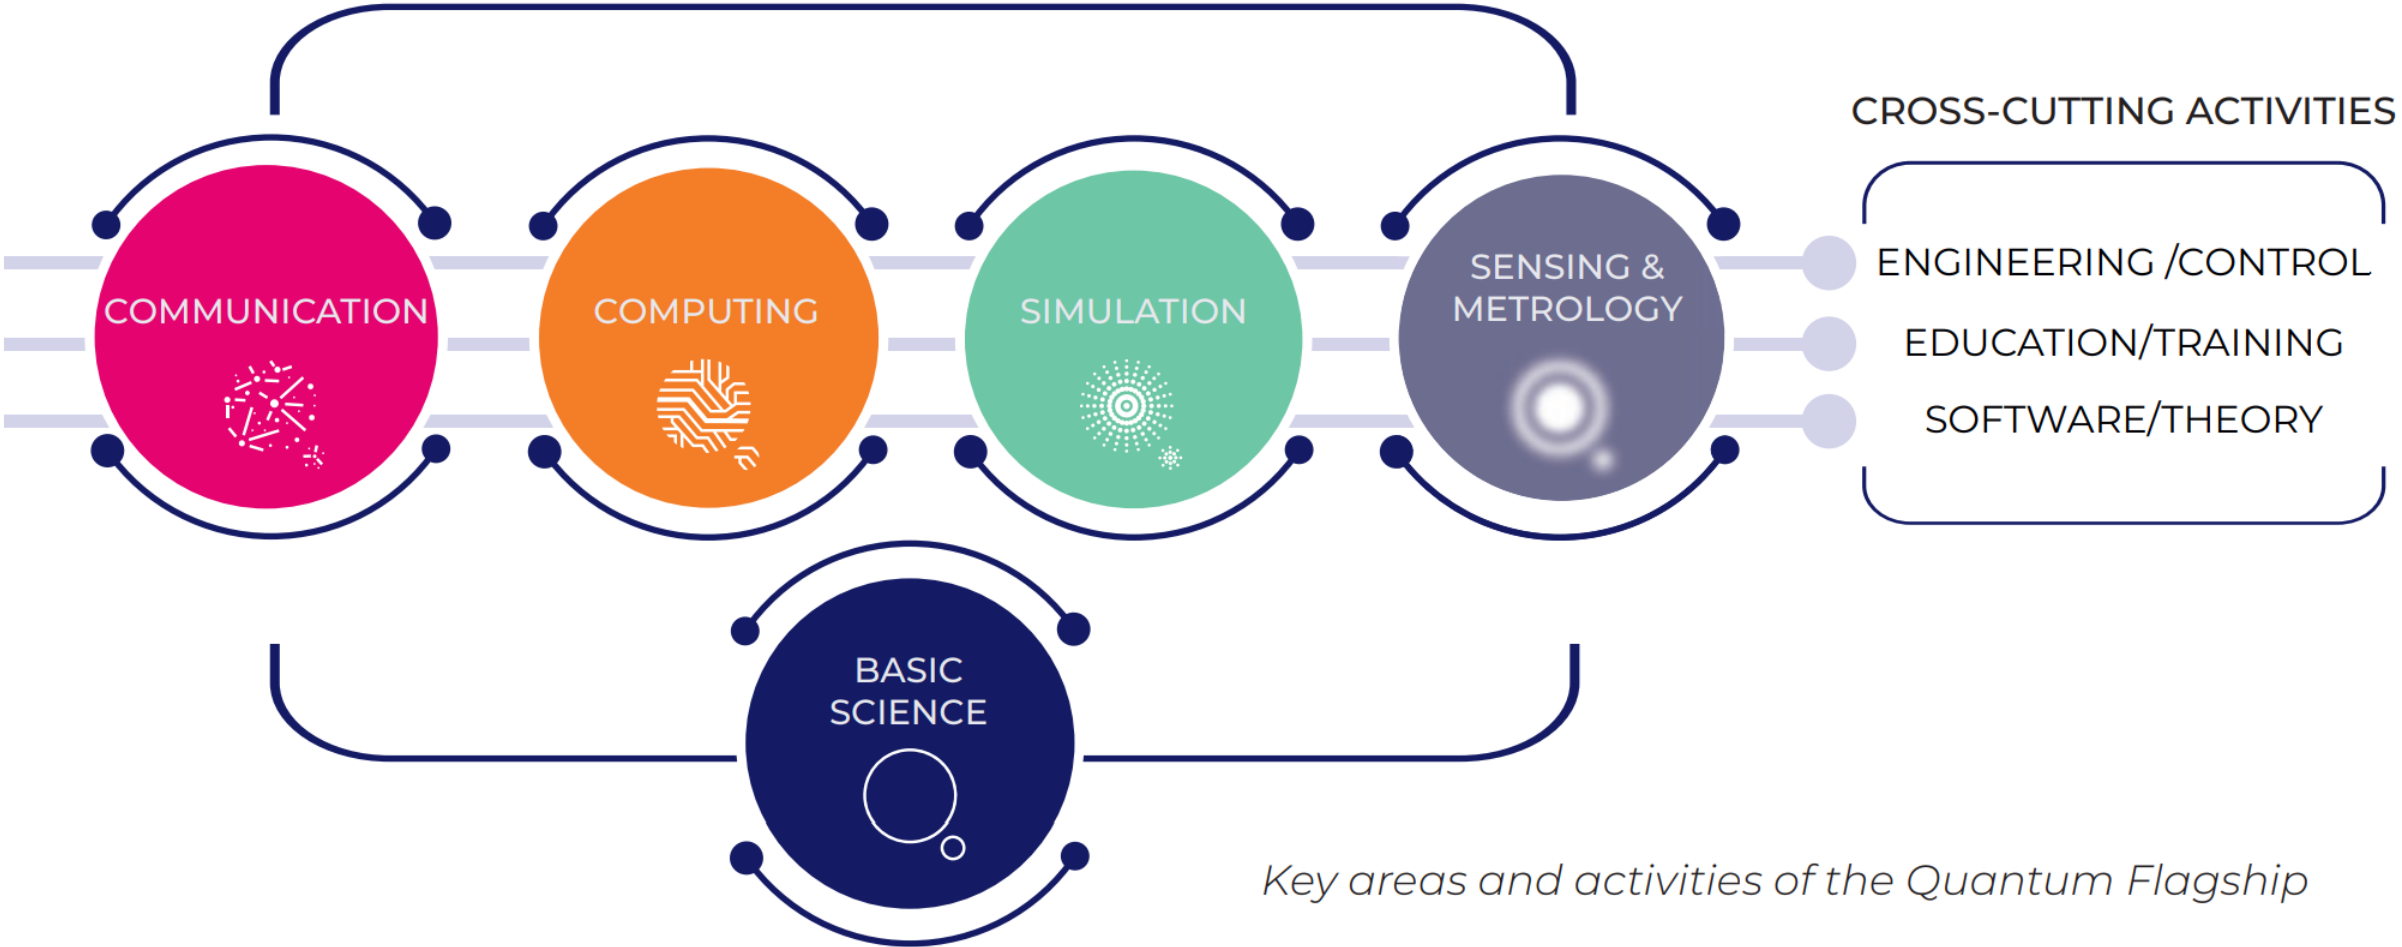 CROSS-CUTTING ACTIVITIES
COMMUNICATION
COMPUTING
SIMULATION
SENSING &
METROLOGY
ENGINEERING /CONTROL
EDUCATION/TRAINING
SOFTWARE/THEORY
BASIC
SCIENCE
Key areas and activities of the Quantum Flagship